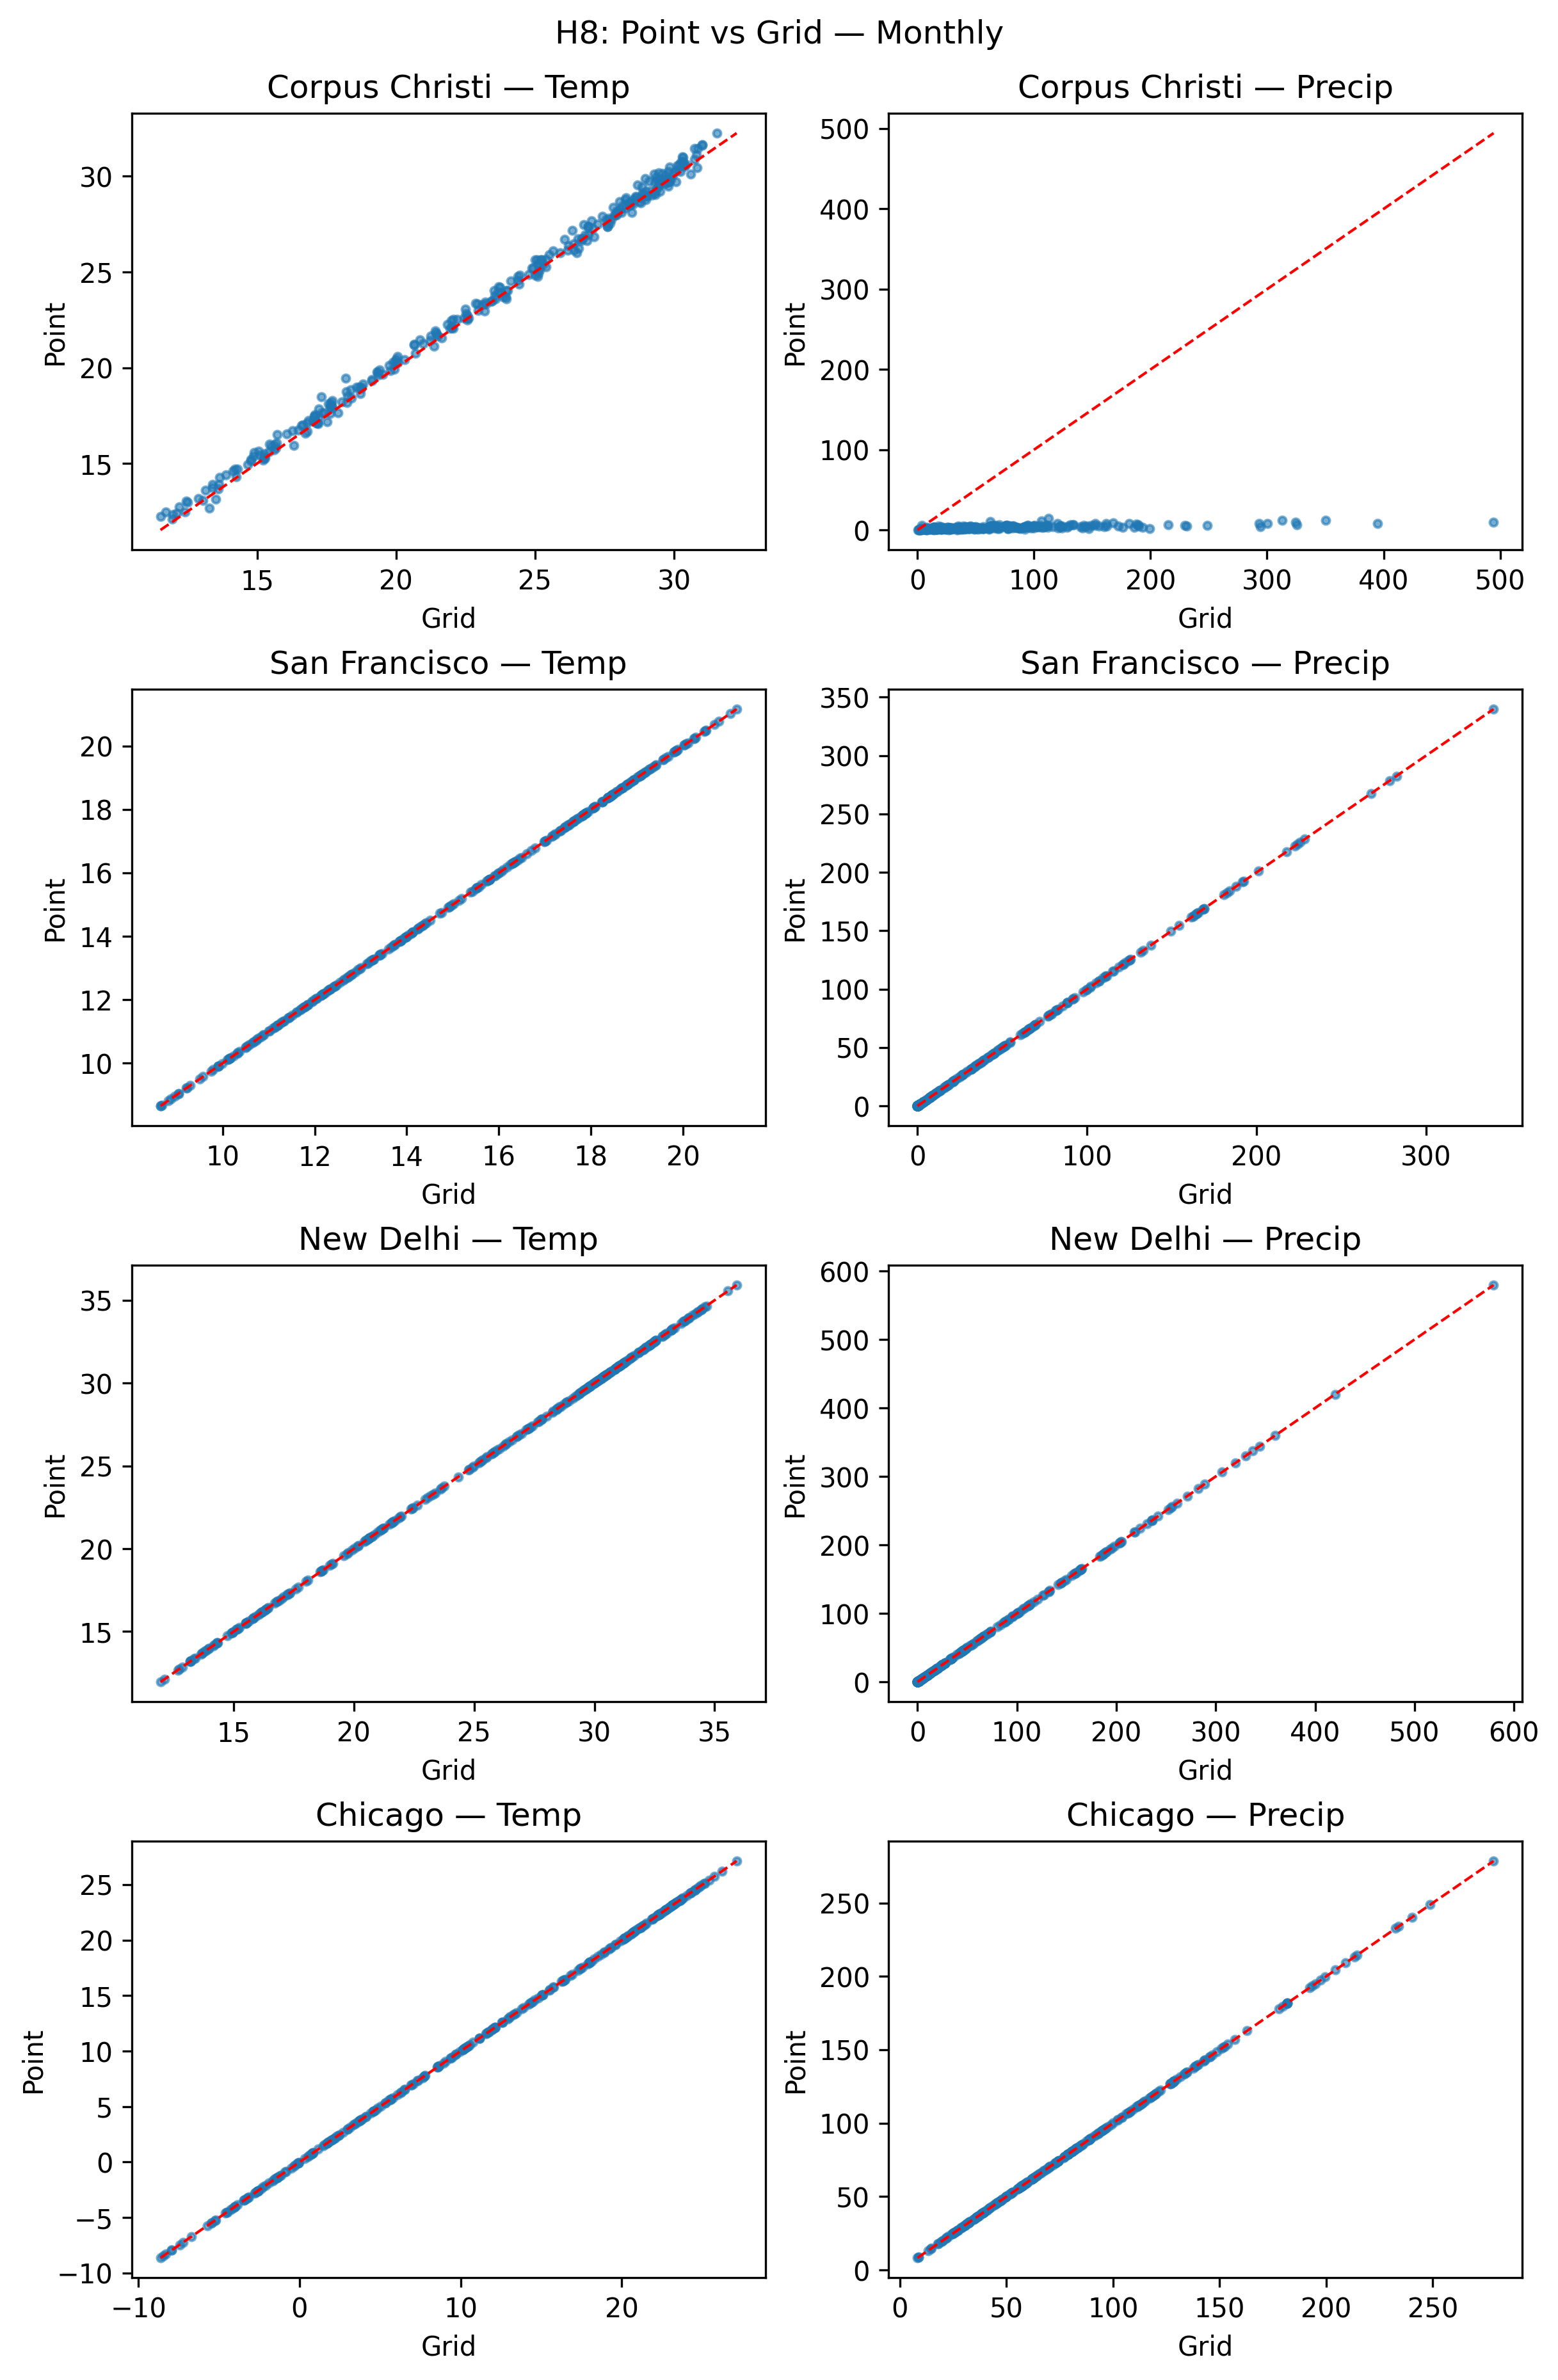 H8: Point vs Grid — Monthly
Corpus Christi — Temp
30
25
20
15
Point
15 20 25 30
Grid
Corpus Christi — Precip
500
400
300
200
100
0
Point
0 100 200 300 400 500
Grid
San Francisco — Temp
20
18
16
14
12
10
Point
10 12 14 16 18 20
Grid
San Francisco — Precip
350
300
250
200
150
100
50
0
Point
0 100 200 300
Grid
New Delhi — Temp
35
30
25
20
15
Point
15 20 25 30 35
Grid
New Delhi — Precip
600
500
400
300
200
100
0
Point
0 100 200 300 400 500 600
Grid
Chicago — Temp
25
20
15
10
5
0
−5
−10
Point
−10 0 10 20
Grid
Chicago — Precip
250
200
150
100
50
0
Point
0 50 100 150 200 250
Grid